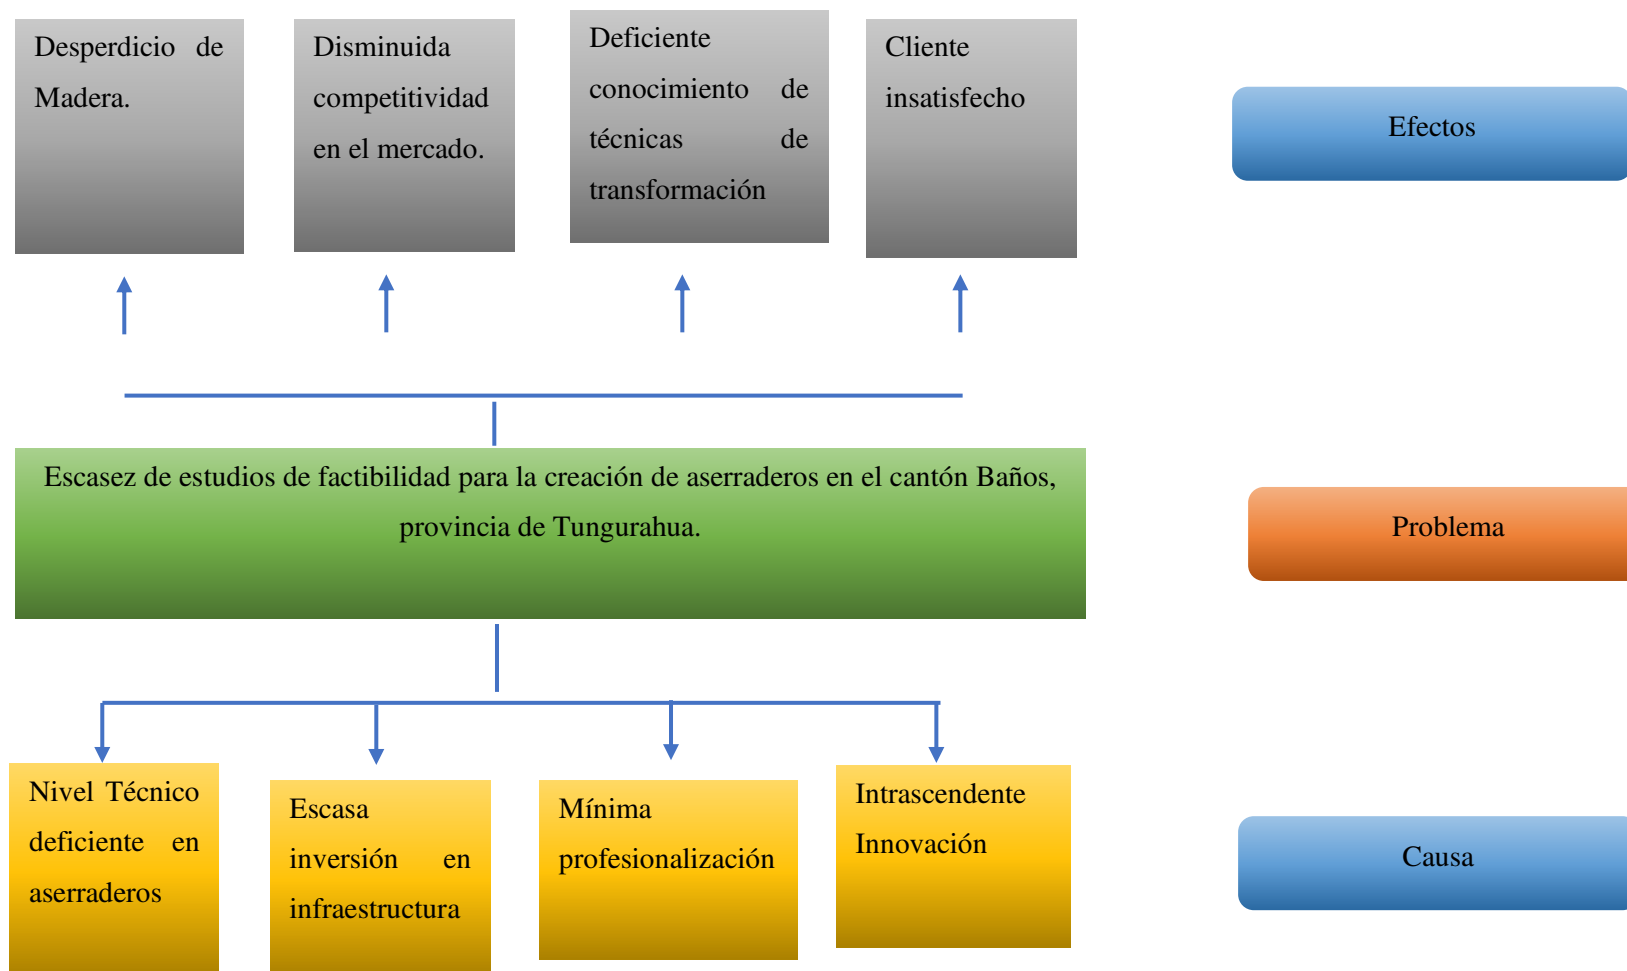 Desperdicio de
Madera.
Disminuida
competitividad
en el mercado.
Deficiente
conocimiento de
técnicas de
transformación
Cliente
insatisfecho
Efectos
Escasez de estudios de factibilidad para la creación de aserraderos en el cantón Baños,
provincia de Tungurahua.
Problema
Nivel Técnico
deficiente en
aserraderos
Escasa
inversión en
infraestructura
Mínima
profesionalización
Intrascendente
Innovación
Causa